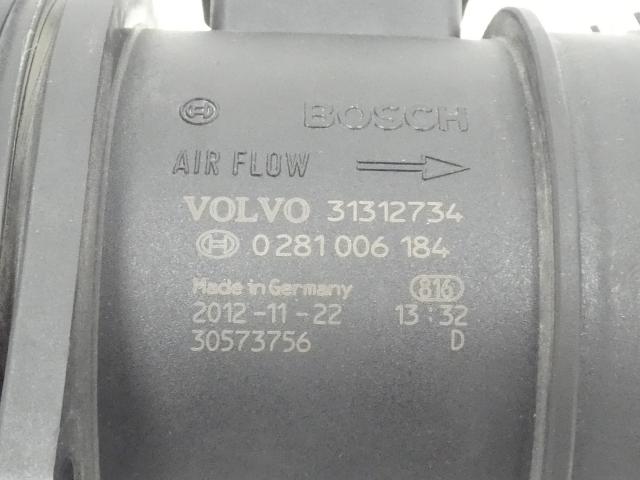 BOSCH
AIR FLOW
VOLVO 31312734
0 281 006 184
Made in Germany 816
2012-11-22 13:32
30573756 D